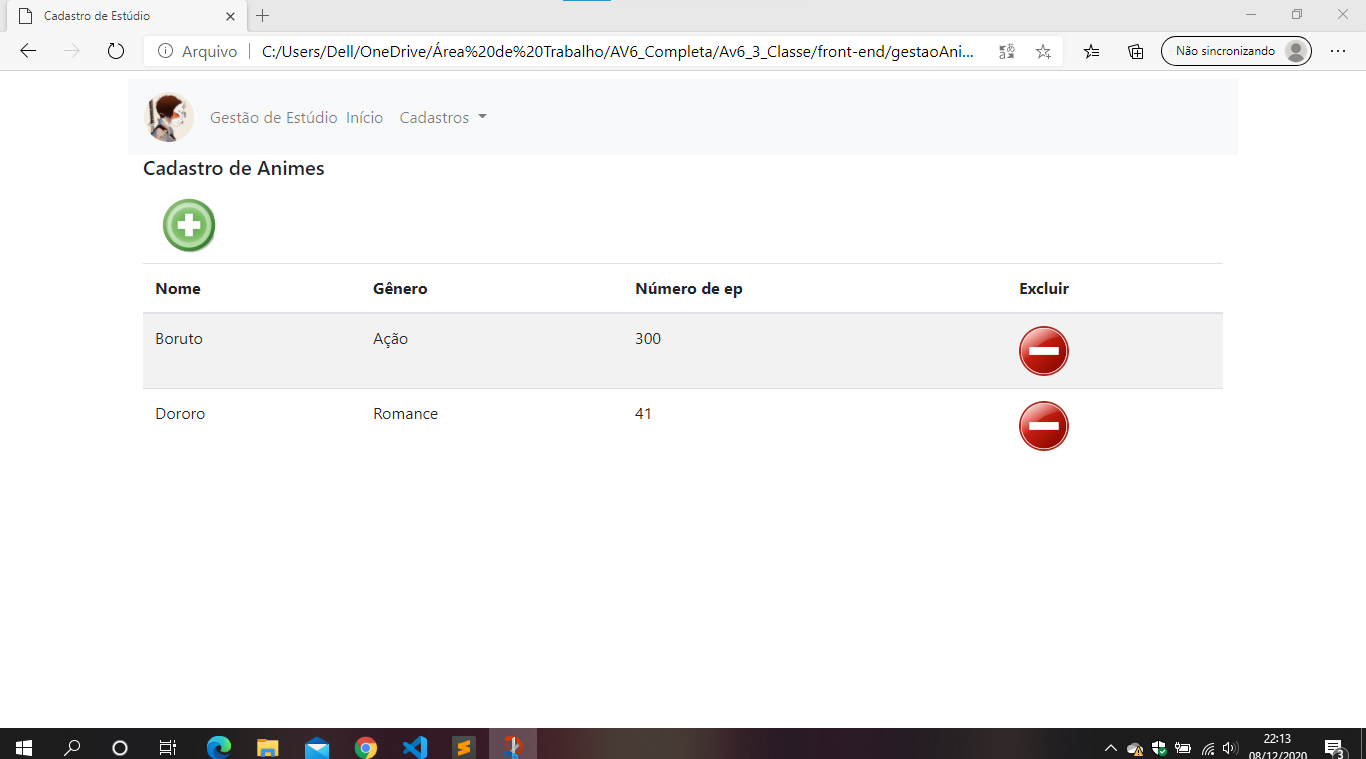 Cadastro de Estúdio
Arquivo C:/Users/Dell/OneDrive/Área%20de%20Trabalho/AV6_Completa/Av6_3_Classe/front-end/gestaoAni... Não sincronizando
Gestão de Estúdio Início Cadastros
Cadastro de Animes
Nome Gênero Número de ep Excluir
Boruto Ação 300
Dororo Romance 41
22:13
08/12/2020 3